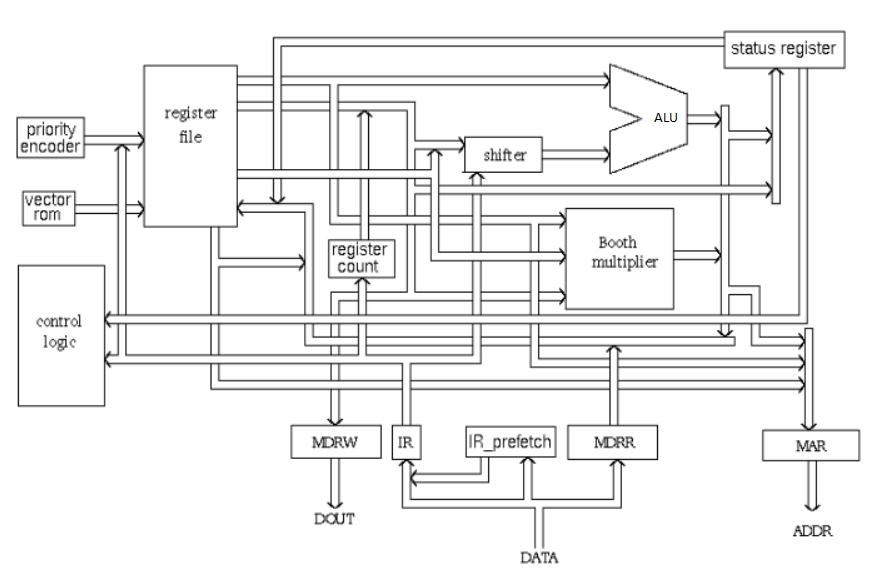 status register
register
file
ALU
priority
encoder
shifter
vector
rom
Booth
multiplier
register
count
control
logic
MDRW
IR
IR_prefetch
MDRR
MAR
DOUT
ADDR
DATA